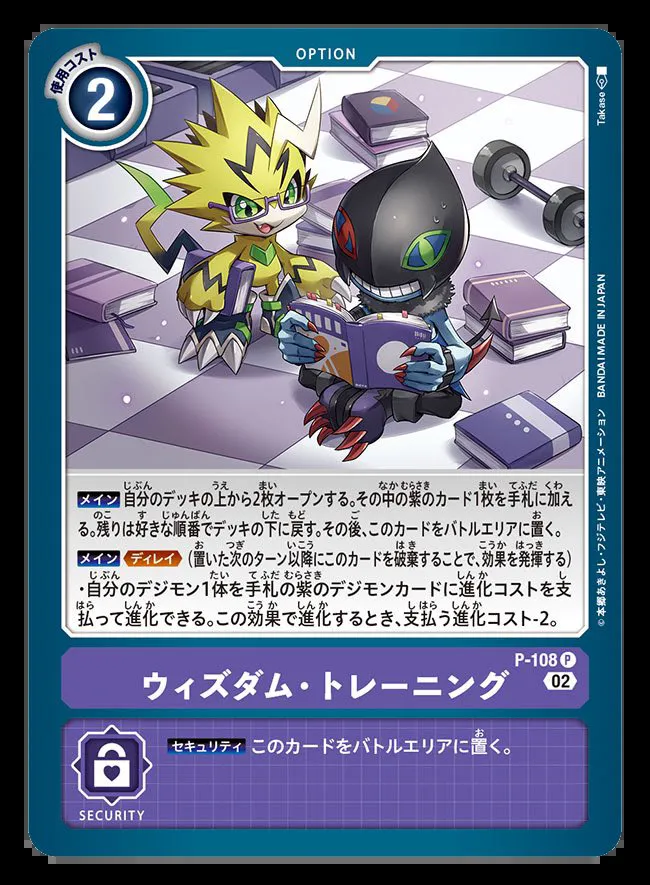 OPTION
使用コスト
2
Takase
メイン 自分のデッキの上から2枚オープンする。その中の紫のカード1枚を手札に加え
る。残りは好きな順番でデッキの下に戻す。その後、このカードをバトルエリアに置く。
メイン ディレイ (置いた次のターン以降にこのカードを破棄することで、効果を発揮する)
・自分のデジモン1体を手札の紫のデジモンカードに進化コストを支
払って進化できる。この効果で進化するとき、支払う進化コスト-2。
©本郷あきよし・フジテレビ・東映アニメーション BANDAI MADE IN JAPAN
P-108 P
ウィズダム・トレーニング
02
セキュリティ このカードをバトルエリアに置く。
SECURITY